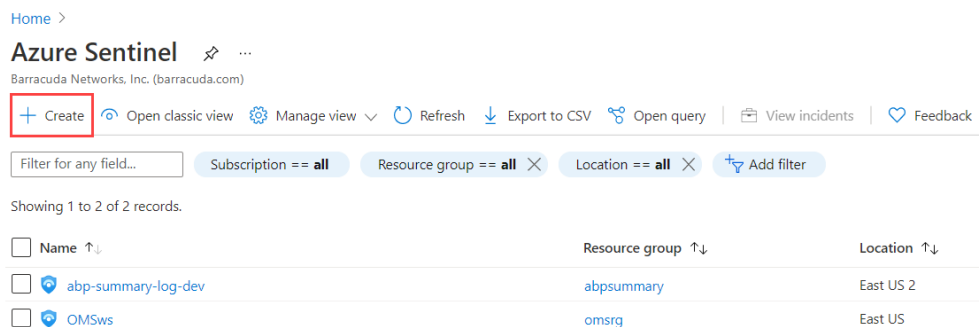 Home >
Azure Sentinel ...
Barracuda Networks, Inc. (barracuda.com)
+ Create Open classic view Manage view Refresh Export to CSV Open query View incidents Feedback
Filter for any field... Subscription == all Resource group == all Location == all Add filter
Showing 1 to 2 of 2 records.
Name ↑↓ Resource group ↑↓ Location ↑↓
abp-summary-log-dev abpsummary East US 2
OMSws omsrg East US